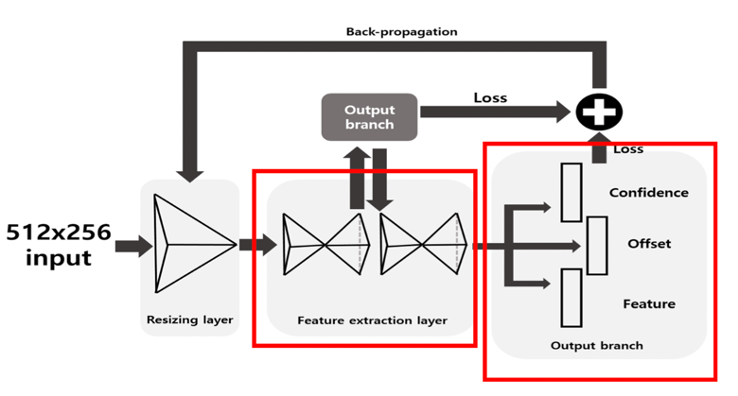 Back-propagation
Output
branch
Loss
Loss
512x256
input
Confidence
Offset
Feature
Resizing layer
Feature extraction layer
Output branch